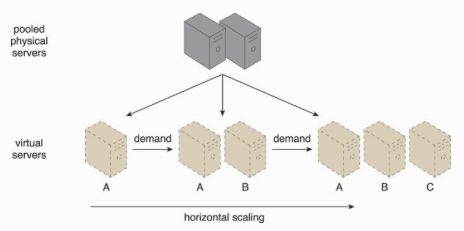 pooled
physical
servers
virtual
servers
demand
demand
A
A
B
A
B
C
horizontal scaling